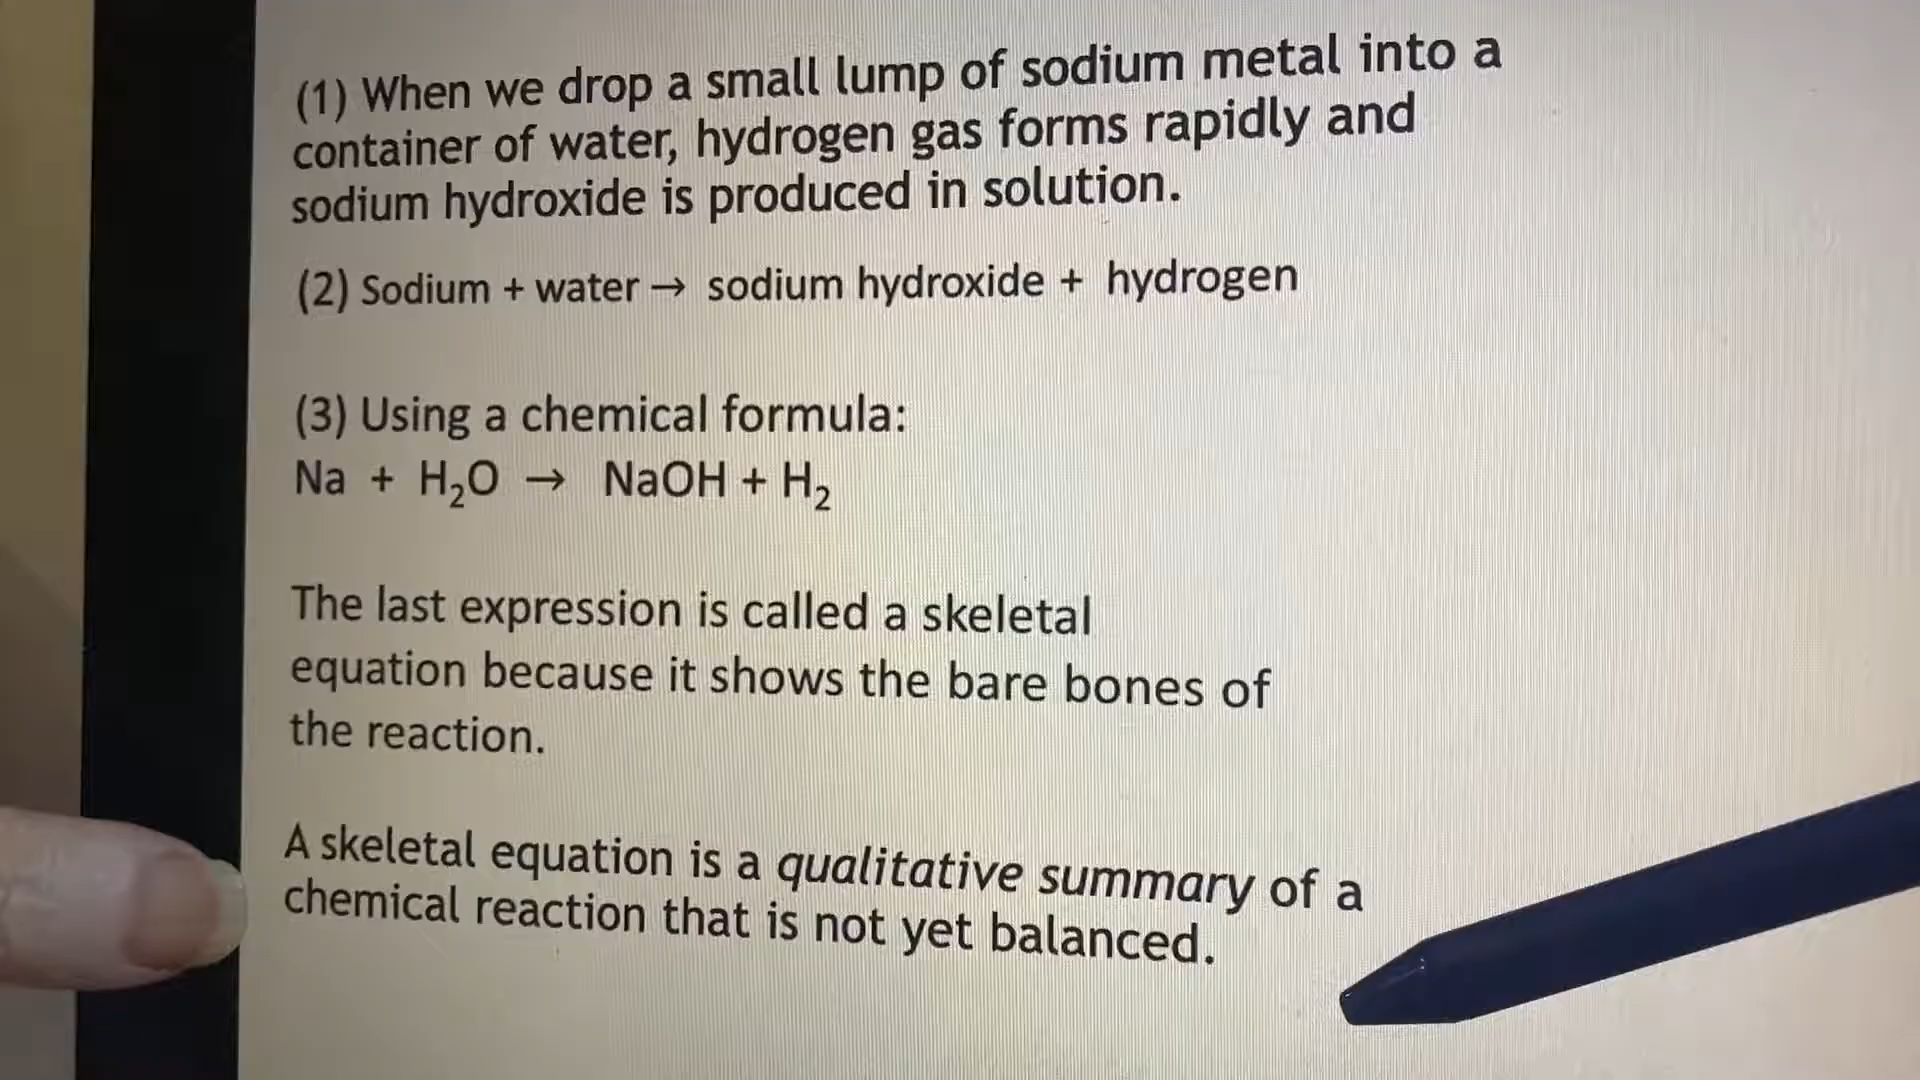 (1) When we drop a small lump of sodium metal into a
container of water, hydrogen gas forms rapidly and
sodium hydroxide is produced in solution.
(2) Sodium + water → sodium hydroxide + hydrogen
(3) Using a chemical formula:
Na + H₂O → NaOH + H₂
The last expression is called a skeletal
equation because it shows the bare bones of
the reaction.
A skeletal equation is a qualitative summary of a
chemical reaction that is not yet balanced.